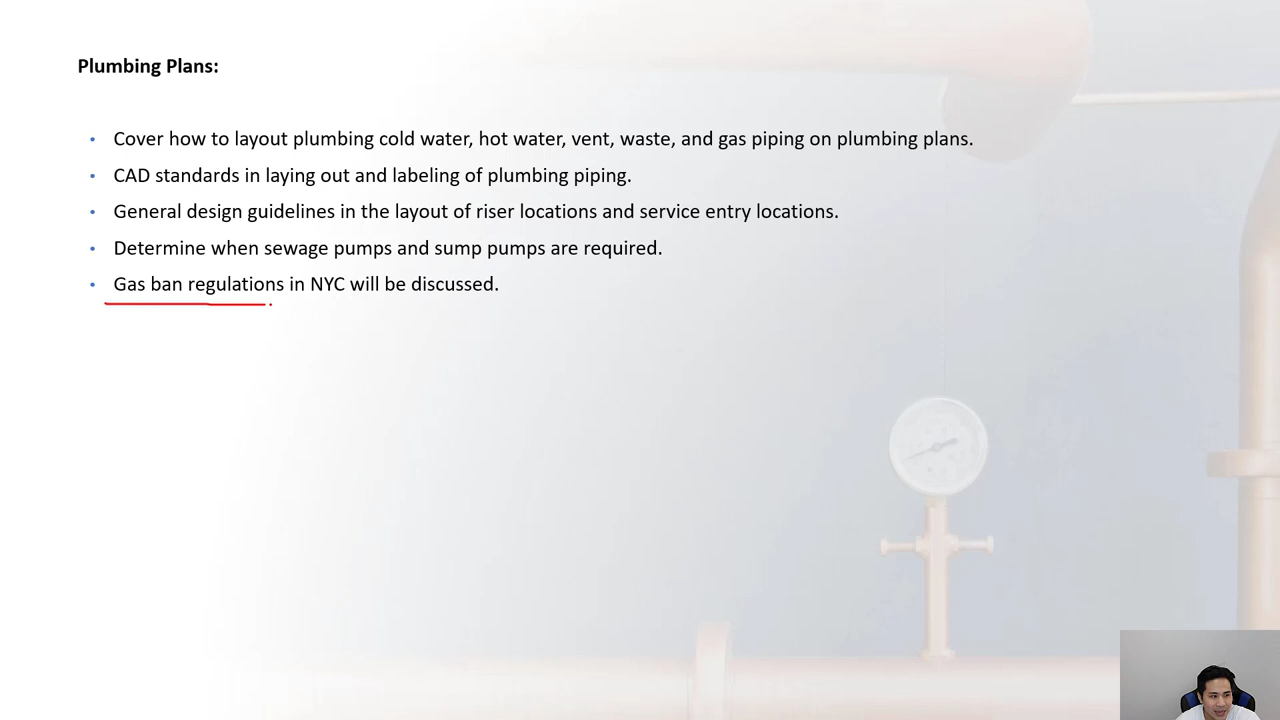 Plumbing Plans:
• Cover how to layout plumbing cold water, hot water, vent, waste, and gas piping on plumbing plans.
• CAD standards in laying out and labeling of plumbing piping.
• General design guidelines in the layout of riser locations and service entry locations.
• Determine when sewage pumps and sump pumps are required.
• Gas ban regulations in NYC will be discussed.